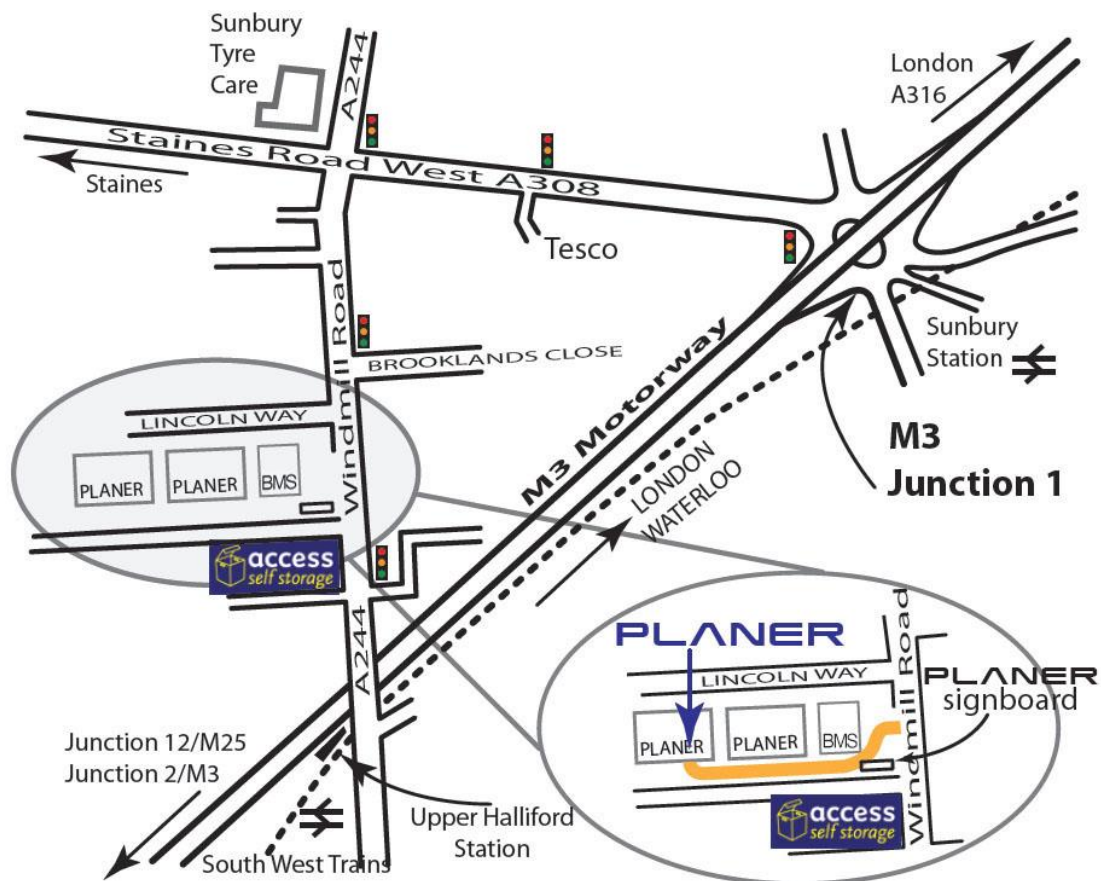 Sunbury
Tyre
Care
A244
London
A316
Staines Road West A308
Staines
Tesco
Windmill Road
BROOKLANDS CLOSE
Sunbury
Station
M3 Motorway
M3
Junction 1
LINCOLN WAY
PLANER
PLANER
BMS
LONDON
WATERLOO
access
self storage
A244
PLANER
LINCOLN WAY
Windmill Road
PLANER
signboard
PLANER
PLANER
BMS
access
self storage
Junction 12/M25
Junction 2/M3
Upper Halliford
Station
South West Trains